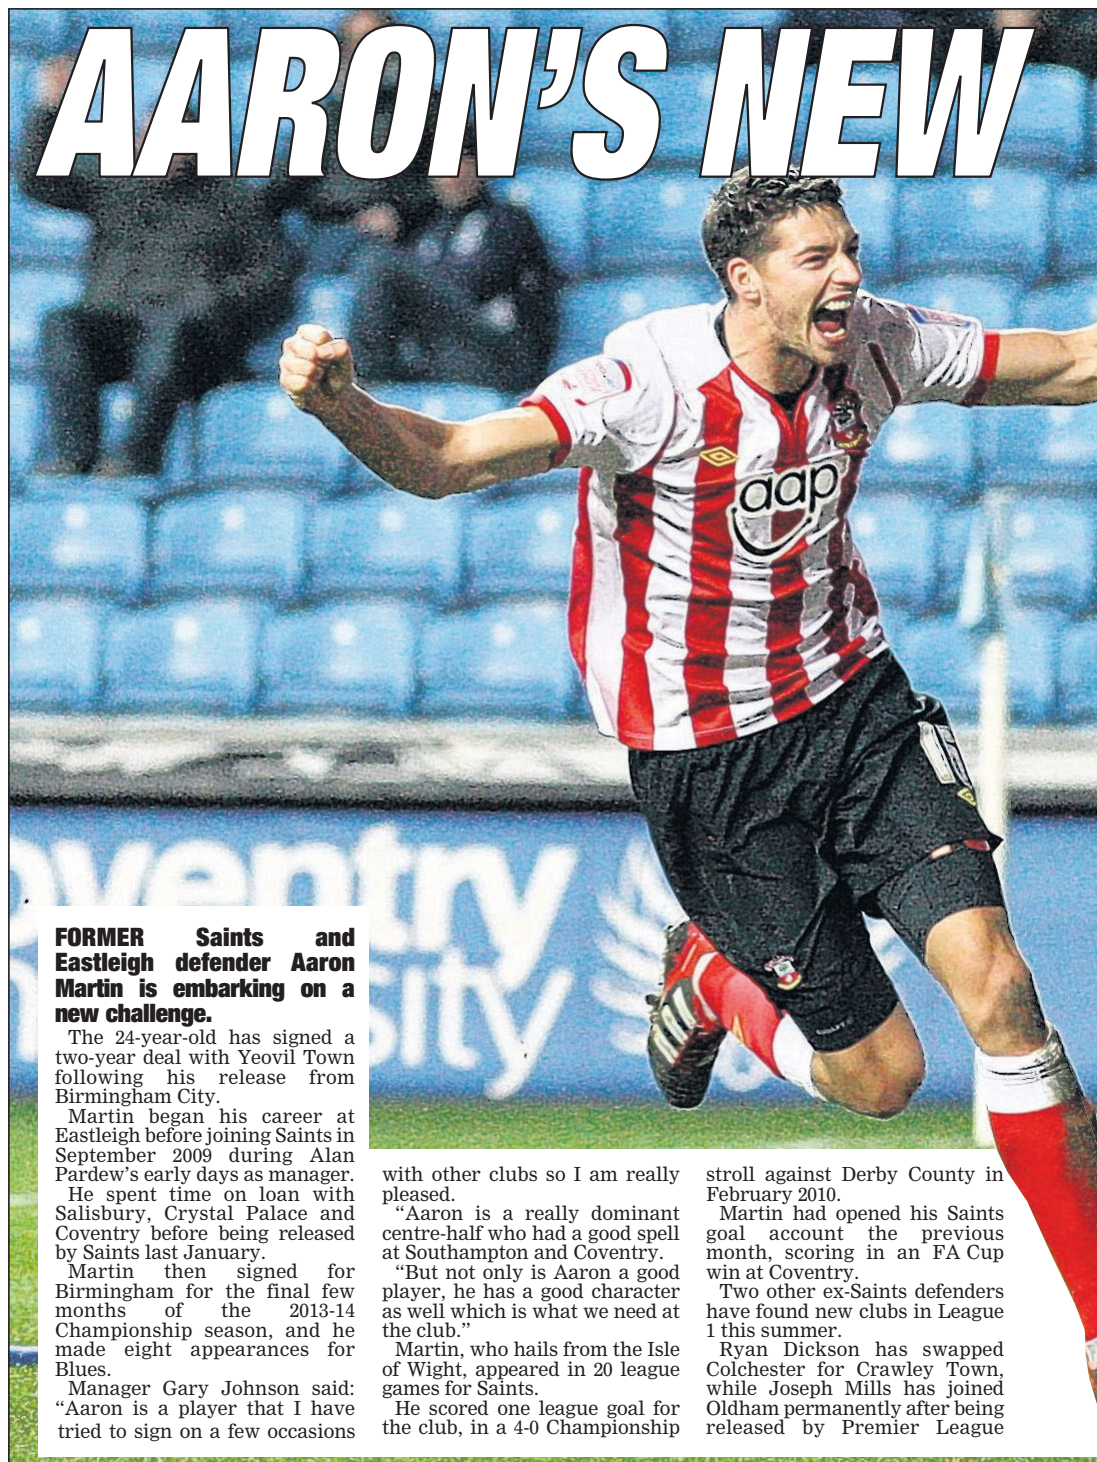 AARON'S NEW
aap
oventry
sity
FORMER Saints and
Eastleigh defender Aaron
Martin is embarking on a
new challenge.
The 24-year-old has signed a
two-year deal with Yeovil Town
following his release from
Birmingham City.
Martin began his career at
Eastleigh before joining Saints in
September 2009 during Alan
Pardew's early days as manager.
He spent time on loan with
Salisbury, Crystal Palace and
Coventry before being released
by Saints last January.
Martin then signed for
Birmingham for the final few
months of the 2013-14
Championship season, and he
made eight appearances for
Blues.
Manager Gary Johnson said:
“Aaron is a player that I have
tried to sign on a few occasions
with other clubs so I am really
pleased.
“Aaron is a really dominant
centre-half who had a good spell
at Southampton and Coventry.
“But not only is Aaron a good
player, he has a good character
as well which is what we need at
the club.”
Martin, who hails from the Isle
of Wight, appeared in 20 league
games for Saints.
He scored one league goal for
the club, in a 4-0 Championship
stroll against Derby County in
February 2010.
Martin had opened his Saints
goal account the previous
month, scoring in an FA Cup
win at Coventry.
Two other ex-Saints defenders
have found new clubs in League
1 this summer.
Ryan Dickson has swapped
Colchester for Crawley Town,
while Joseph Mills has joined
Oldham permanently after being
released by Premier League